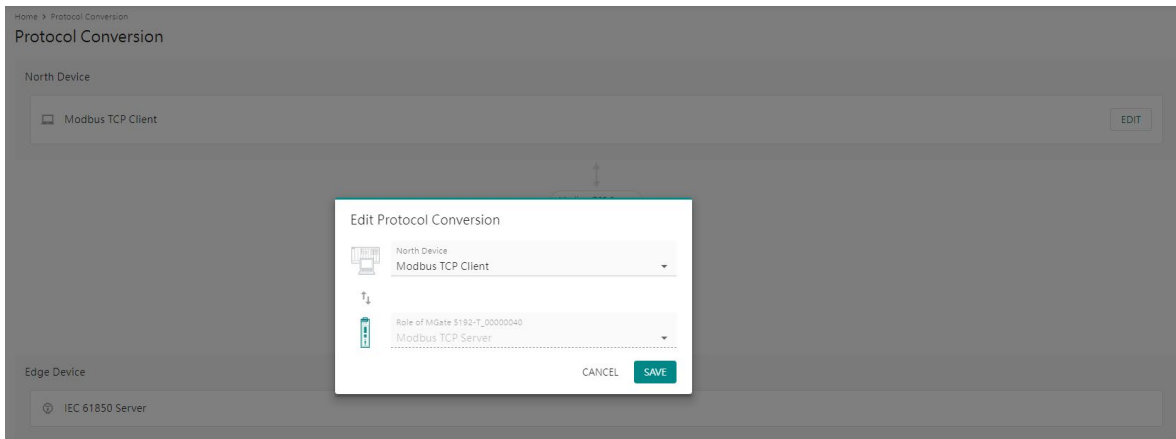 Home > Protocol Conversion
Protocol Conversion
North Device
Modbus TCP Client
EDIT
Edit Protocol Conversion
North Device
Modbus TCP Client
Role of MGate 5192-T_00000040
Modbus TCP Server
CANCEL SAVE
Edge Device
IEC 61850 Server